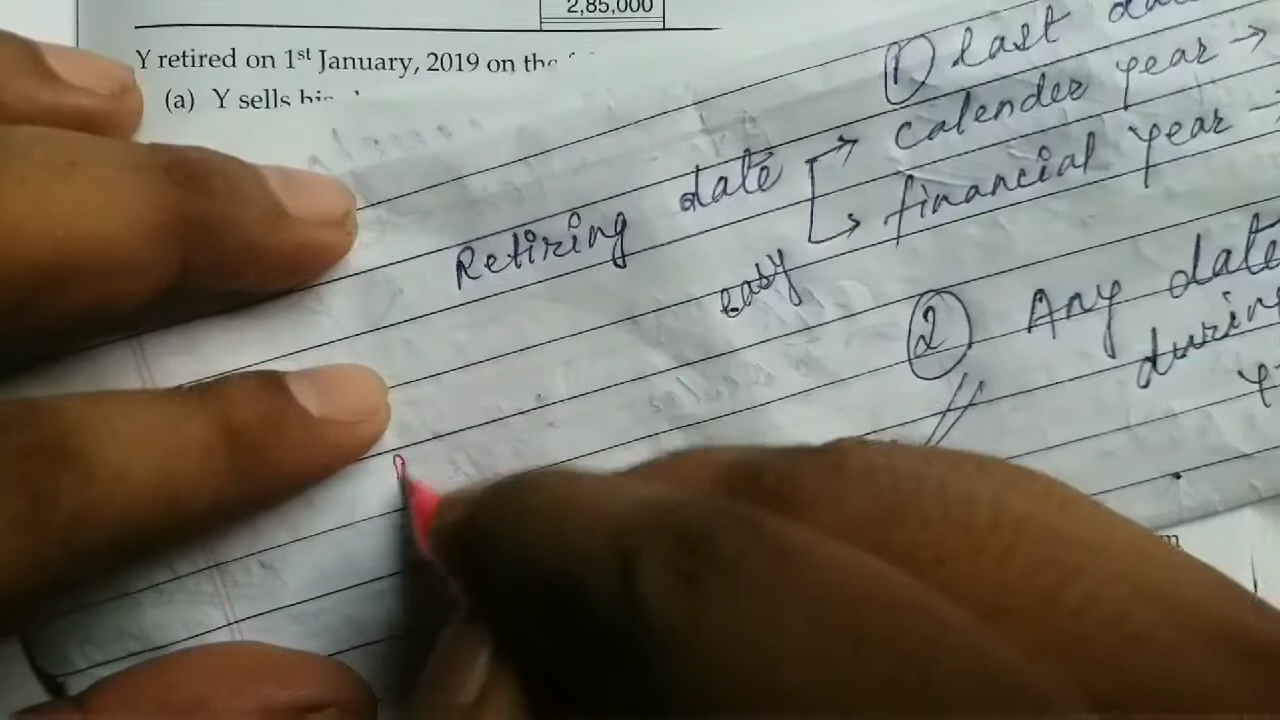 2,85,000
Y retired on 1st January, 2019 on the
(a) Y sells
① last
calender year →
Retiring date
financial year →
easy
② Any date
during